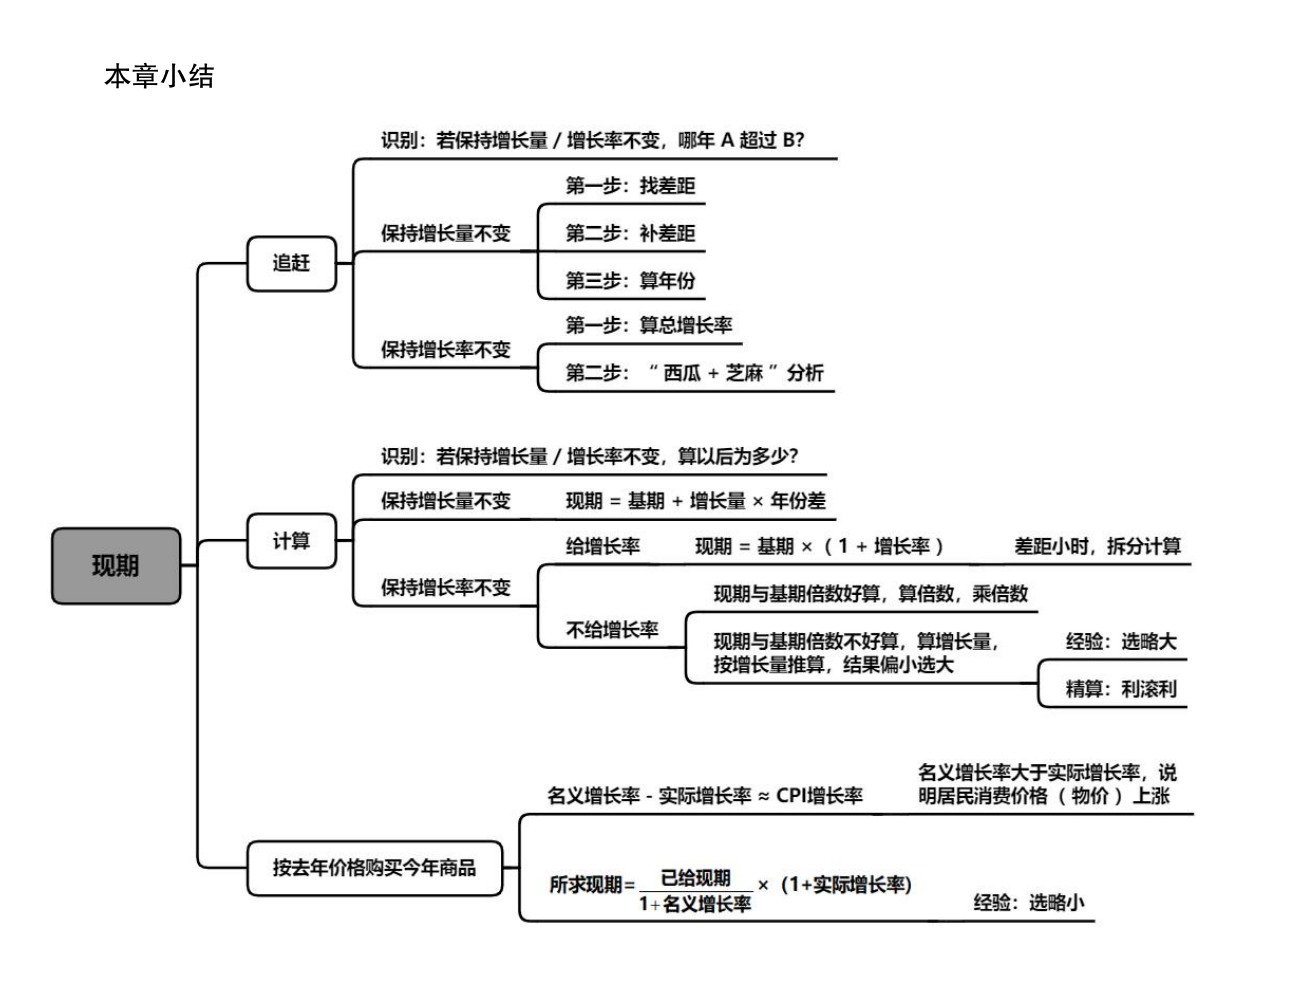 本章小结
识别：若保持增长量 / 增长率不变，哪年 A 超过 B？
第一步：找差距
保持增长量不变
第二步：补差距
追赶
第三步：算年份
第一步：算总增长率
保持增长率不变
第二步：“ 西瓜 + 芝麻 ” 分析
识别：若保持增长量 / 增长率不变，算以后为多少？
保持增长量不变
现期 = 基期 + 增长量 × 年份差
计算
给增长率
现期 = 基期 ×（ 1 + 增长率 ）
差距小时，拆分计算
现期
保持增长率不变
现期与基期倍数好算，算倍数，乘倍数
不给增长率
现期与基期倍数不好算，算增长量，
按增长量推算，结果偏小选大
经验：选略大
精算：利滚利
名义增长率 - 实际增长率 ≈ CPI增长率
名义增长率大于实际增长率，说
明居民消费价格 （ 物价 ）上涨
按去年价格购买今年商品
所求现期= 已给现期 ×（1+实际增长率）
1+名义增长率
经验：选略小